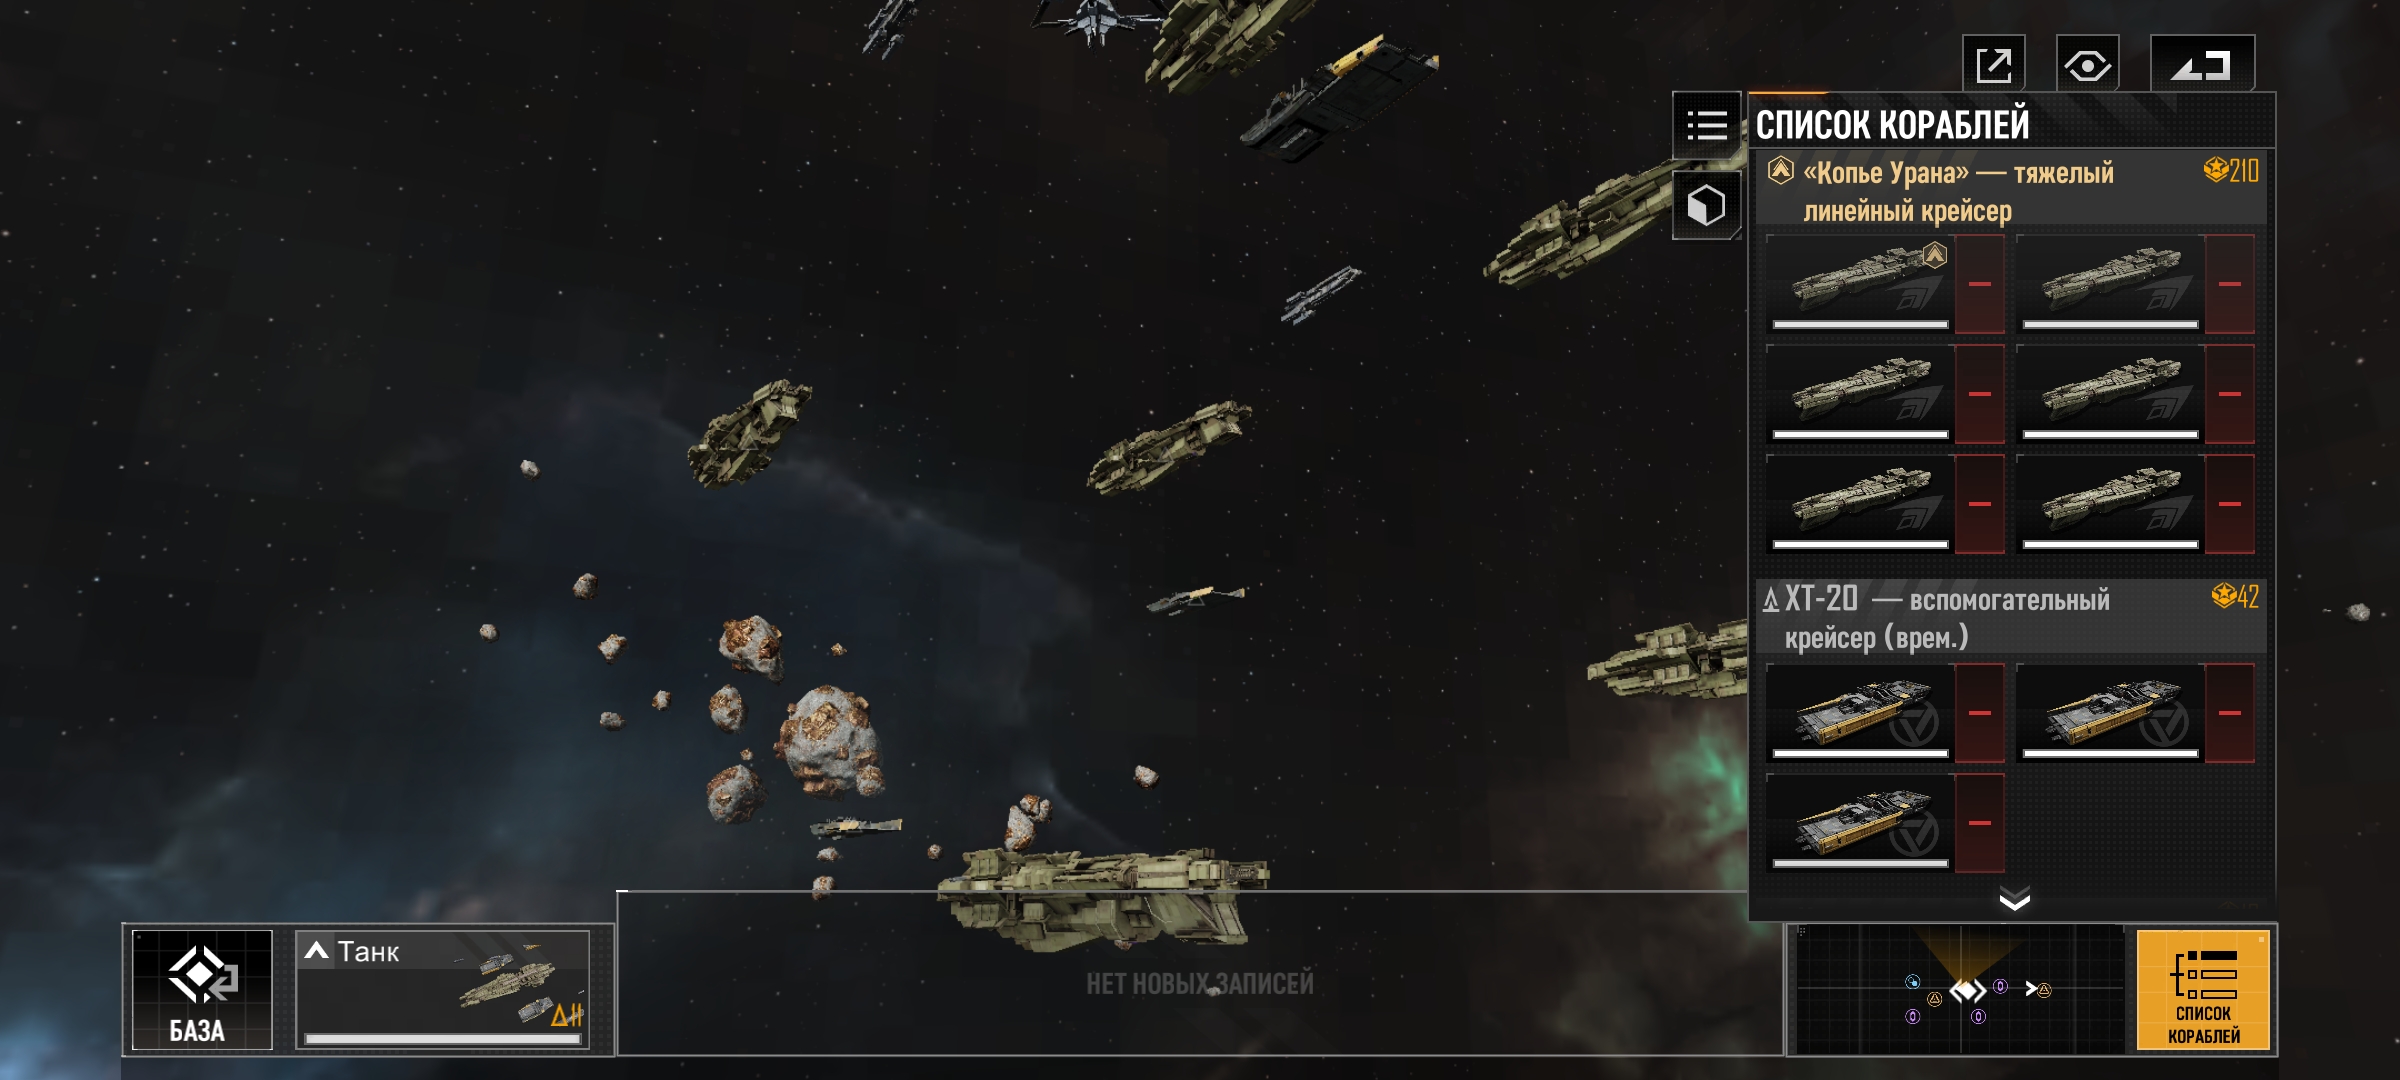 СПИСОК КОРАБЛЕЙ
«Копье Урана» — тяжелый
линейный крейсер
210
XT-20 — вспомогательный
крейсер (врем.)
42
БАЗА
Танк
НЕТ НОВЫХ ЗАПИСЕЙ
СПИСОК
КОРАБЛЕЙ